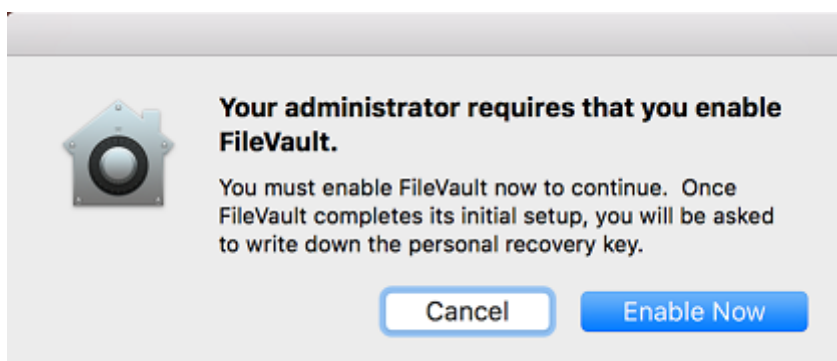 Your administrator requires that you enable
FileVault.
You must enable FileVault now to continue. Once
FileVault completes its initial setup, you will be asked
to write down the personal recovery key.
Cancel Enable Now